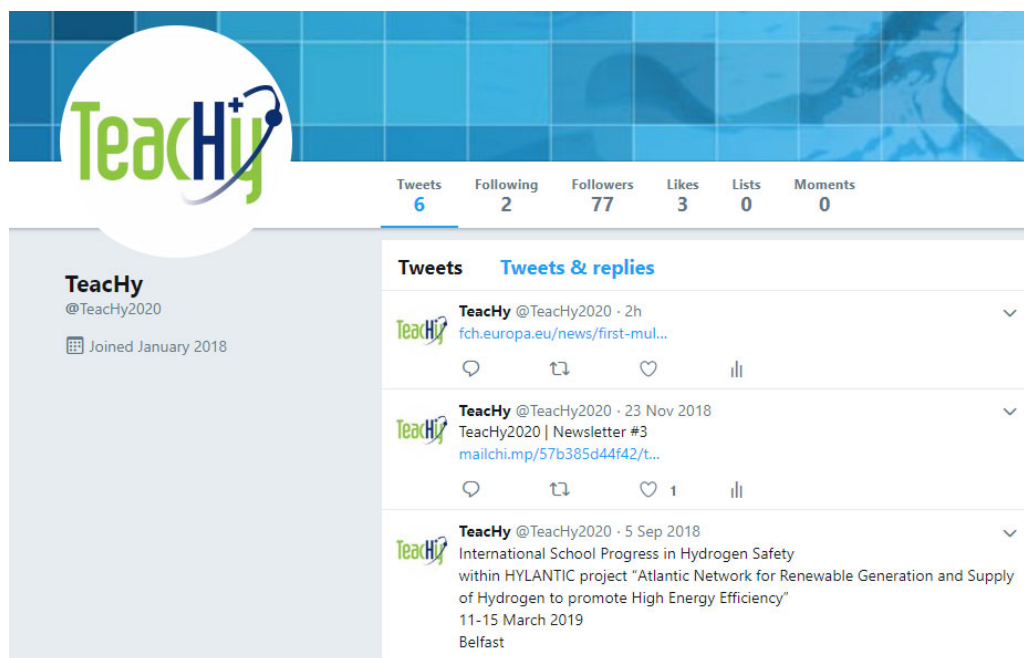 TeacHy
Tweets Following Followers Likes Lists Moments
6 2 77 3 0 0
TeacHy
@TeacHy2020
Joined January 2018
Tweets Tweets & replies
TeacHy
TeacHy @TeacHy2020 · 2h
fch.europa.eu/news/first-mul...
TeacHy
TeacHy @TeacHy2020 · 23 Nov 2018
TeacHy2020 | Newsletter #3
mailchi.mp/57b385d44f42/t...
1
TeacHy
TeacHy @TeacHy2020 · 5 Sep 2018
International School Progress in Hydrogen Safety
within HYLANTIC project “Atlantic Network for Renewable Generation and Supply
of Hydrogen to promote High Energy Efficiency”
11-15 March 2019
Belfast